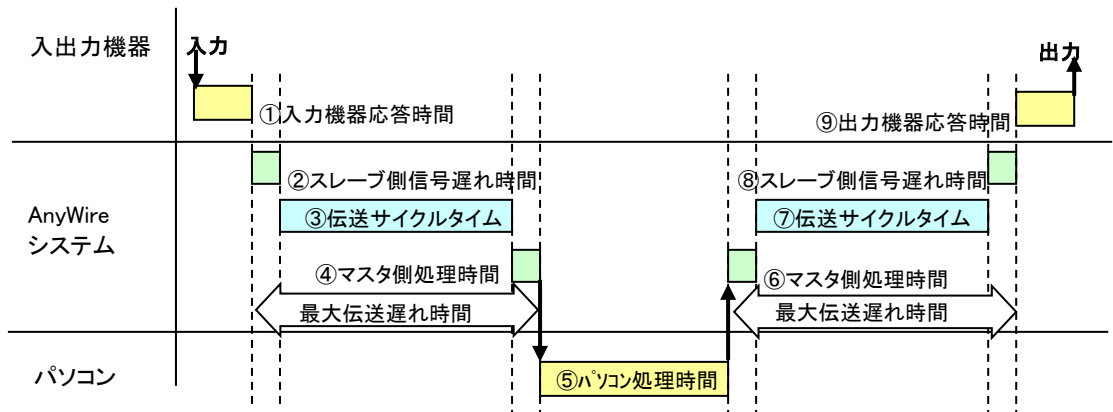 入出力機器
入力
出力
①入力機器応答時間
⑨出力機器応答時間
②スレーブ側信号遅れ時間
⑧スレーブ側信号遅れ時間
AnyWire
システム
③伝送サイクルタイム
⑦伝送サイクルタイム
④マスタ側処理時間
⑥マスタ側処理時間
最大伝送遅れ時間
最大伝送遅れ時間
パソコン
⑤ﾊﾟｿｺﾝ処理時間